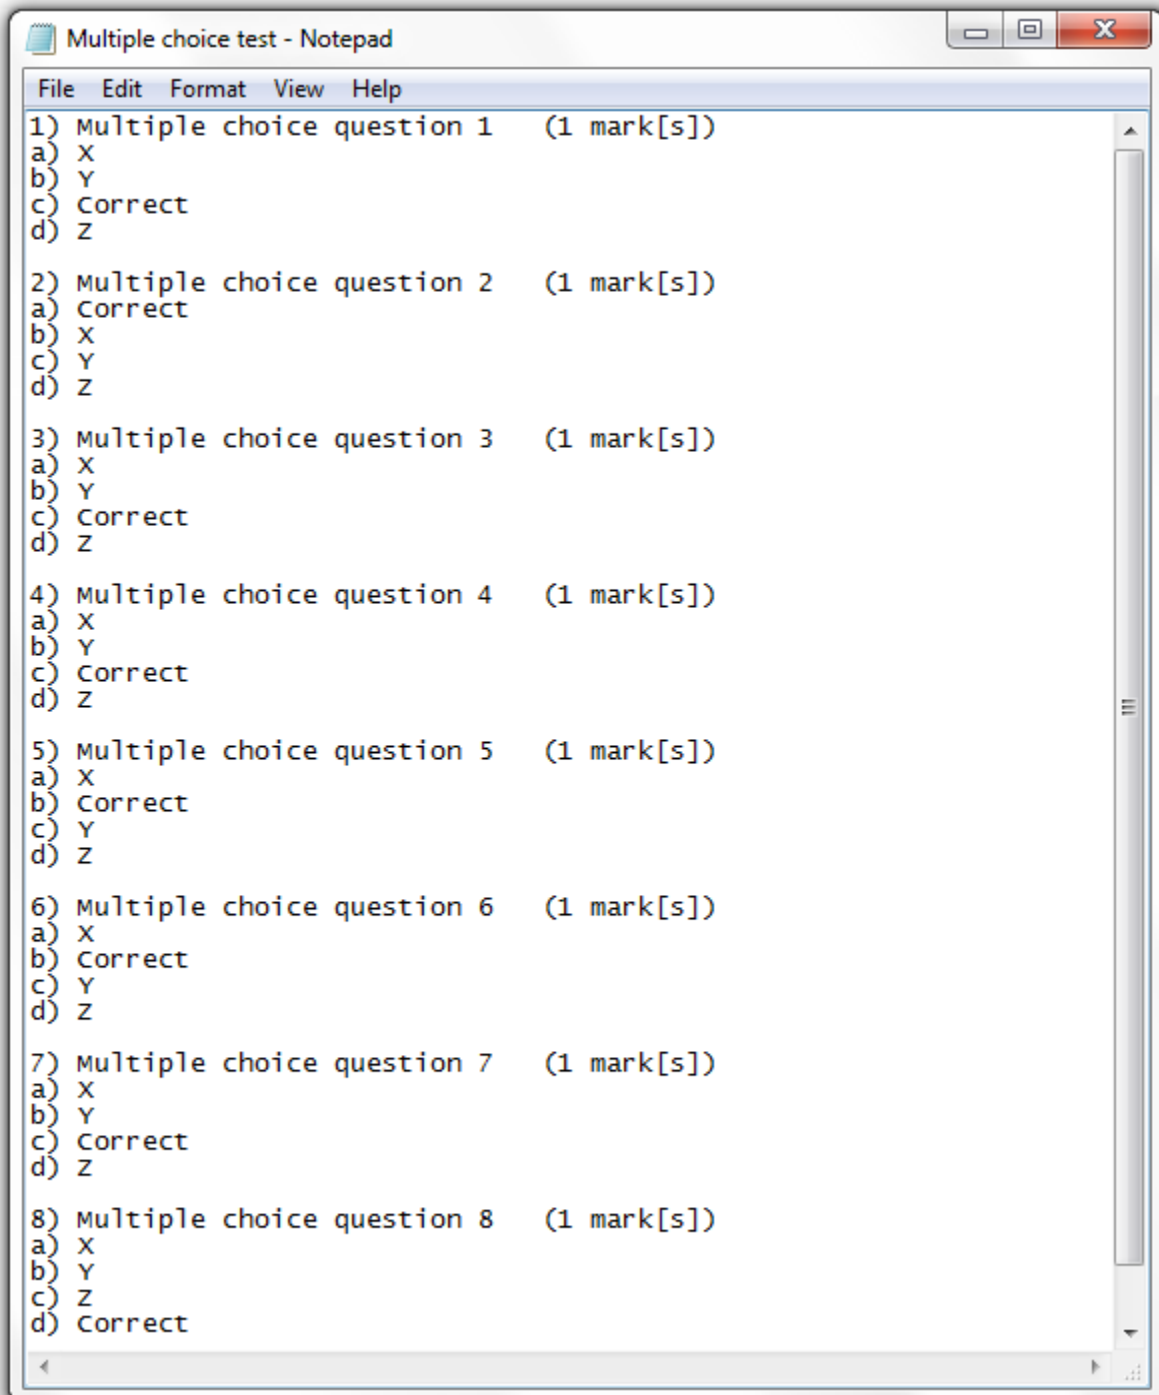 Multiple choice test - Notepad
File Edit Format View Help
1) Multiple choice question 1 (1 mark[s])
a) X
b) Y
c) Correct
d) Z
2) Multiple choice question 2 (1 mark[s])
a) Correct
b) X
c) Y
d) Z
3) Multiple choice question 3 (1 mark[s])
a) X
b) Y
c) Correct
d) Z
4) Multiple choice question 4 (1 mark[s])
a) X
b) Y
c) Correct
d) Z
5) Multiple choice question 5 (1 mark[s])
a) X
b) Correct
c) Y
d) Z
6) Multiple choice question 6 (1 mark[s])
a) X
b) Correct
c) Y
d) Z
7) Multiple choice question 7 (1 mark[s])
a) X
b) Y
c) Correct
d) Z
8) Multiple choice question 8 (1 mark[s])
a) X
b) Y
c) Z
d) Correct